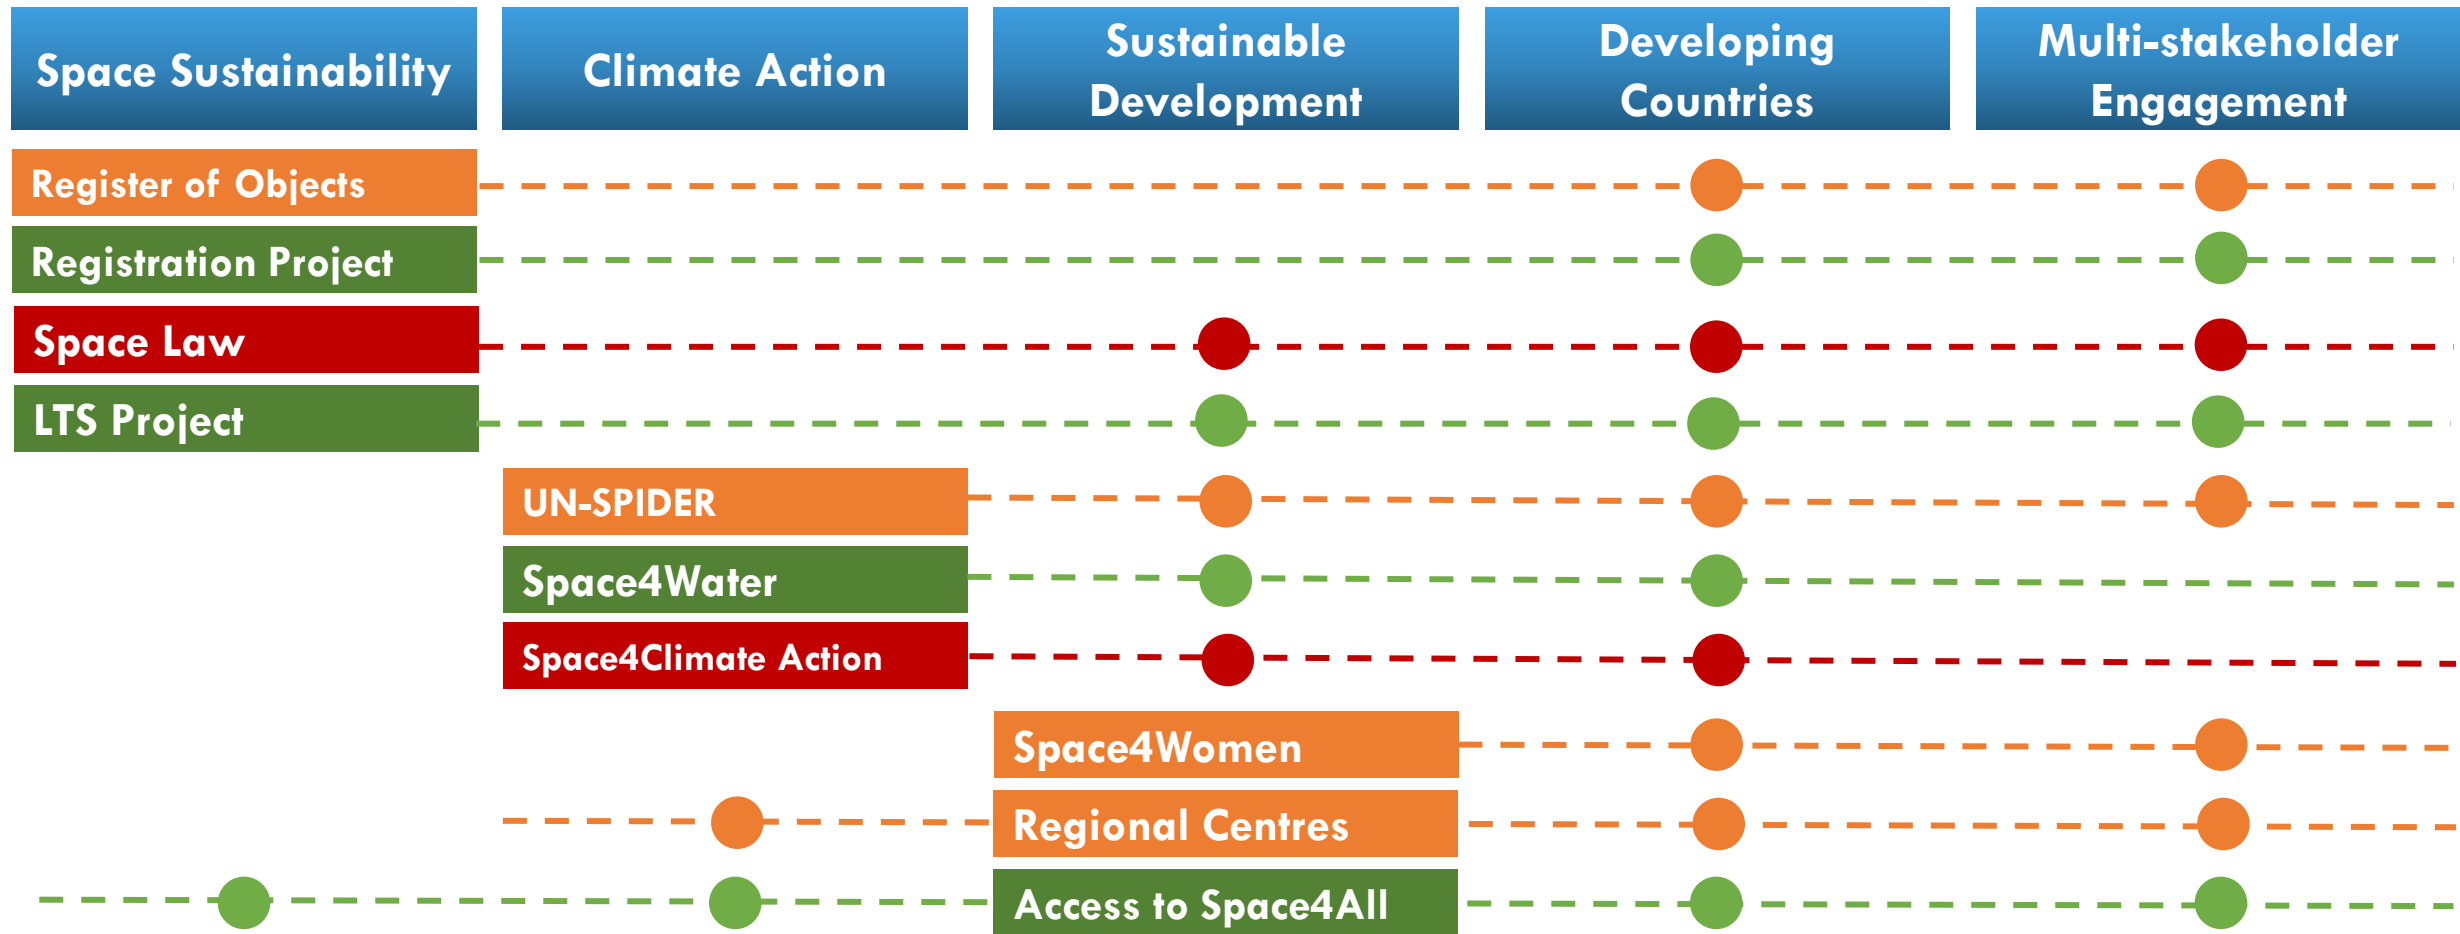 Space Sustainability
Climate Action
Sustainable
Development
Developing
Countries
Multi-stakeholder
Engagement
Register of Objects
Registration Project
Space Law
LTS Project
UN-SPIDER
Space4Water
Space4Climate Action
Space4Women
Regional Centres
Access to Space4All